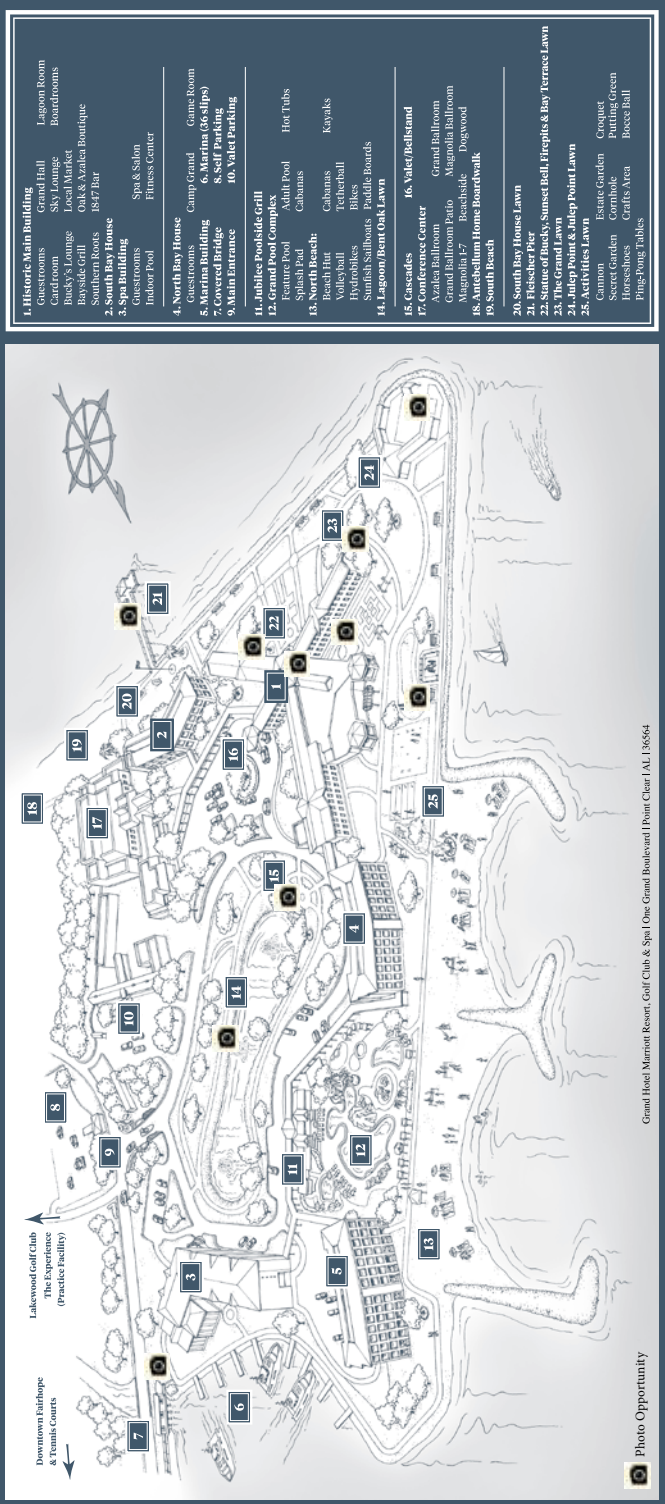 1. Historic Main Building
Guestrooms Grand Hall Lagoon Room
Cardroom Sky Lounge Boardrooms
Bucky's Lounge Local Market
Bayside Grill Oak & Azalea Boutique
Southern Roots 1847 Bar
2. South Bay House
3. Spa Building
Guestrooms Spa & Salon
Indoor Pool Fitness Center
4. North Bay House
Guestrooms Camp Grand Game Room
5. Marina Building 6. Marina (36 slips)
7. Covered Bridge 8. Self Parking
9. Main Entrance 10. Valet Parking
11. Jubilee Poolside Grill
12. Grand Pool Complex
Feature Pool Adult Pool Hot Tubs
Splash Pad Cabanas
13. North Beach:
Beach Hut Cabanas Kayaks
Volleyball Tetherball
Hydrobikes Bikes
Sunfish Sailboats Paddle Boards
14. Lagoon/Bent Oak Lawn
15. Cascades 16. Valet/Bellstand
17. Conference Center
Azalea Ballroom Grand Ballroom
Grand Ballroom Patio Magnolia Ballroom
Magnolia 1-7 Beachside Dogwood
18. Antebellum Home Boardwalk
19. South Beach
20. South Bay House Lawn
21. Fleischer Pier
22. Statue of Bucky, Sunset Bell, Firepits & Bay Terrace Lawn
23. The Grand Lawn
24. Julep Point & Julep Point Lawn
25. Activities Lawn
Cannon Estate Garden Croquet
Secret Garden Cornhole Putting Green
Horseshoes Crafts Area Bocce Ball
Ping-Pong Tables
Downtown Fairhope
& Tennis Courts
Lakewood Golf Club
The Experience
(Practice Facility)
8
18
19
9
10
17
20
7
21
2
3
14
16
6
15
1
22
11
5
12
4
23
24
13
25
Photo Opportunity
Grand Hotel Marriott Resort, Golf Club & Spa | One Grand Boulevard | Point Clear | AL | 36564